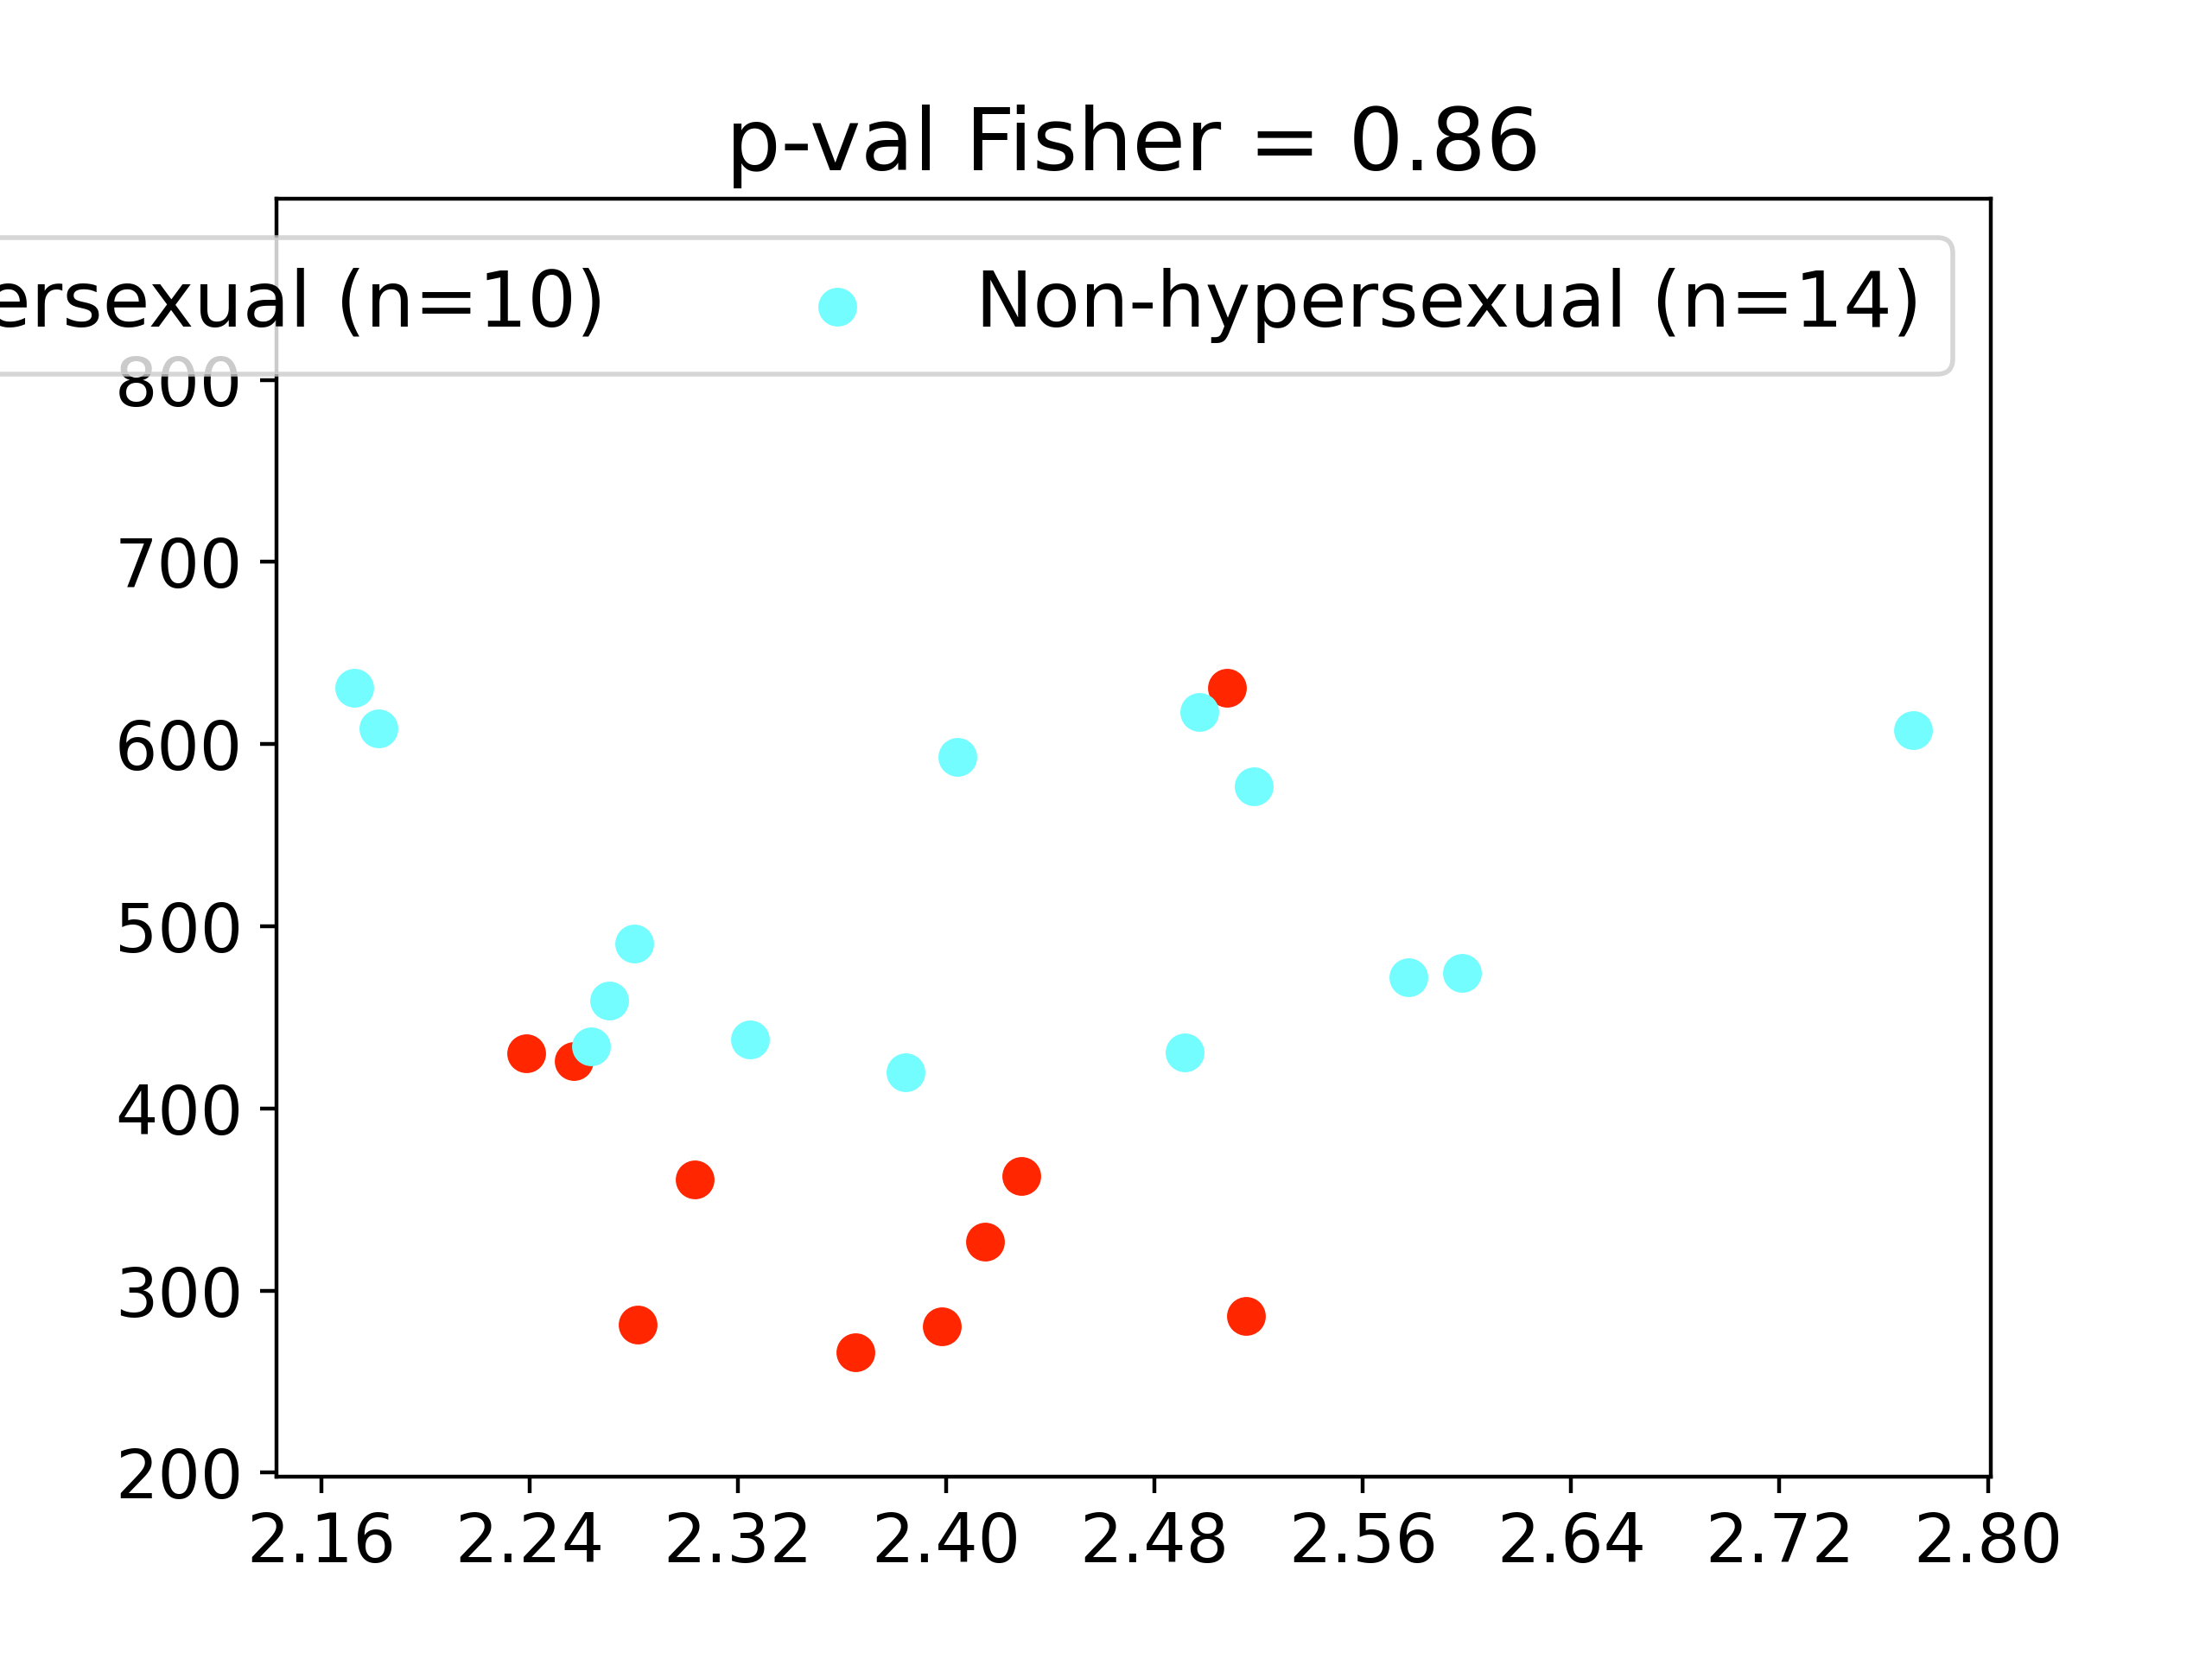 p-val Fisher = 0.86
ersexual (n=10) Non-hypersexual (n=14)
800
700
600
500
400
300
200
2.16 2.24 2.32 2.40 2.48 2.56 2.64 2.72 2.80